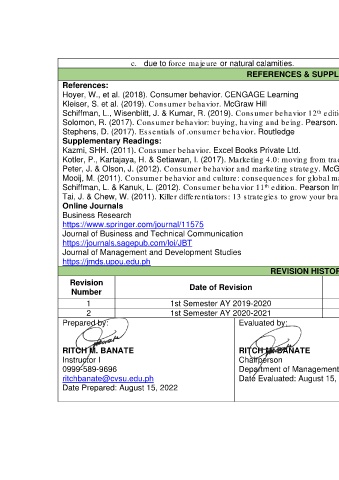 c. due to force majeure or natural calamities.
REFERENCES & SUPPL
References:
Hoyer, W., et al. (2018). Consumer behavior. CENGAGE Learning
Kleiser, S. et al. (2019). Consumer behavior. McGraw Hill
Schiffman, L., Wisenblit, J. & Kumar, R. (2019). Consumer behavior 12th editi
Solomon, R. (2017). Consumer behavior: buying, having and being. Pearson.
Stephens, D. (2017). Essentials of .onsumer behavior. Routledge
Supplementary Readings:
Kazmi, SHH. (2011). Consumer behavior. Excel Books Private Ltd.
Kotler, P., Kartajaya, H. & Setiawan, I. (2017). Marketing 4.0: moving from trad
Peter, J. & Olson, J. (2012). Consumer behavior and marketing strategy. McG
Mooij, M. (2011). Consumer behavior and culture: consequences for global ma
Schiffman, L. & Kanuk, L. (2012). Consumer behavior 11th edition. Pearson In
Tai, J. & Chew, W. (2011). Killer differentiators: 13 strategies to grow your bra
Online Journals
Business Research
https://www.springer.com/journal/11575
Journal of Business and Technical Communication
https://journals.sagepub.com/loi/JBT
Journal of Management and Development Studies
https://jmds.upou.edu.ph
REVISION HISTOR
Revision Number
Date of Revision
1
1st Semester AY 2019-2020
2
1st Semester AY 2020-2021
Prepared by:
RITCH M. BANATE
Instructor I
0999-589-9696
ritchbanate@cvsu.edu.ph
Date Prepared: August 15, 2022
Evaluated by:
RITCH M. BANATE
Chairperson
Department of Management
Date Evaluated: August 15,